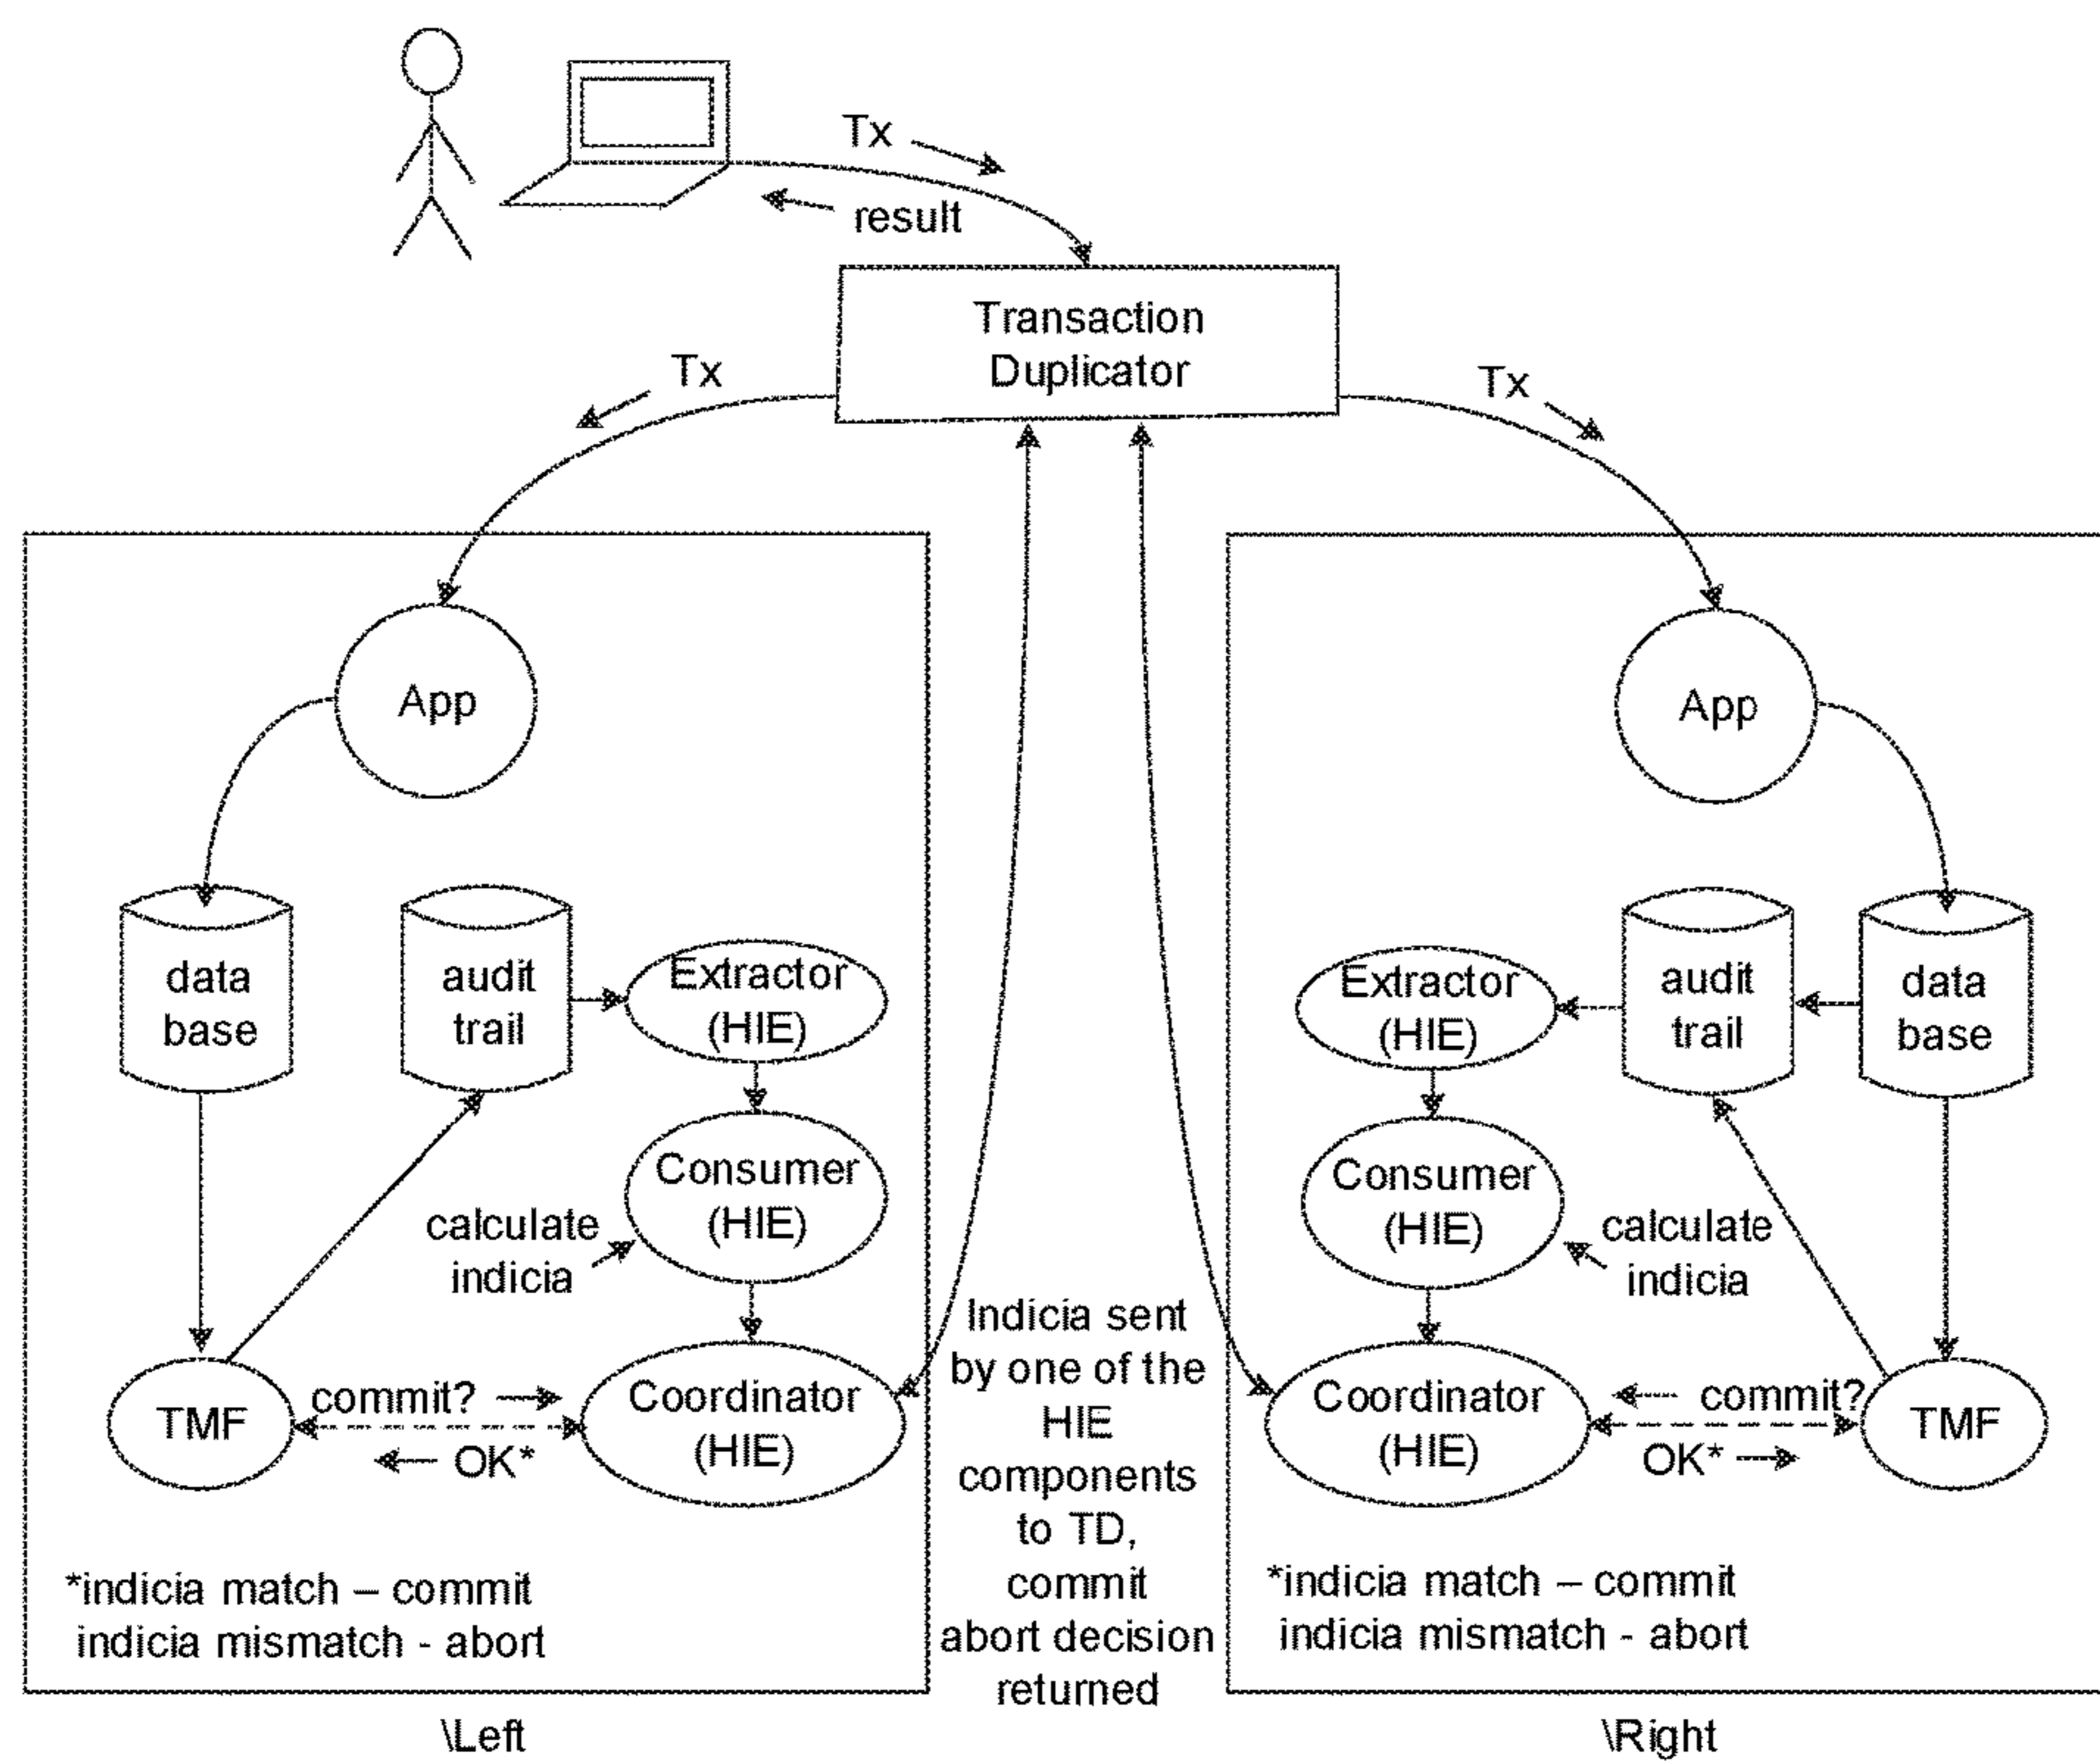 Tx
result
Transaction
Duplicator
Tx
Tx
App
App
data
base
audit
trail
Extractor
(HIE)
Extractor
(HIE)
audit
trail
data
base
Consumer
(HIE)
calculate
indicia
Consumer
(HIE)
calculate
indicia
TMF
commit?
OK*
Coordinator
(HIE)
Indicia sent
by one of the
HIE
components
to TD,
commit
abort decision
returned
Coordinator
(HIE)
commit?
OK*
TMF
*indicia match – commit
indicia mismatch - abort
*indicia match – commit
indicia mismatch - abort
\Left
\Right